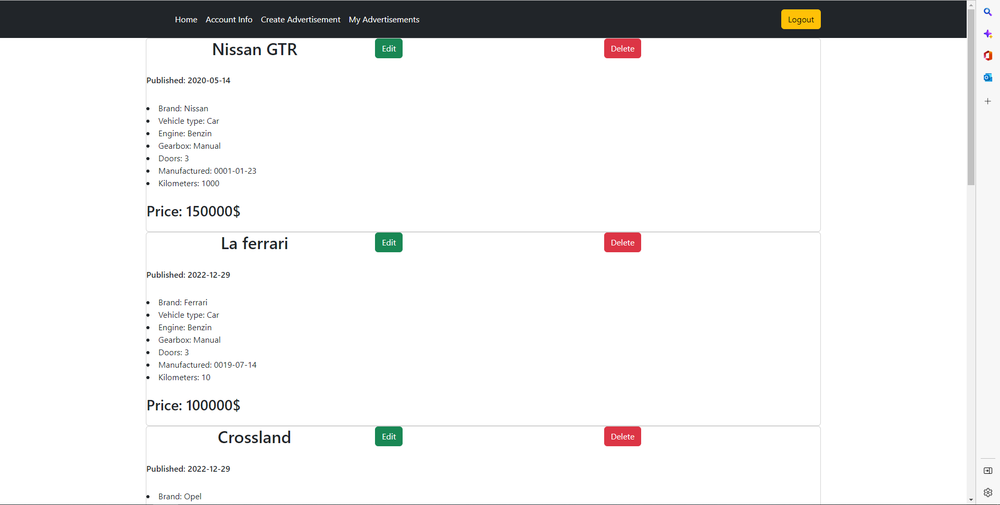 Home Account Info Create Advertisement My Advertisements Logout
Nissan GTR Edit Delete
Published: 2020-05-14
Brand: Nissan
Vehicle type: Car
Engine: Benzin
Gearbox: Manual
Doors: 3
Manufactured: 0001-01-23
Kilometers: 1000
Price: 150000$
La ferrari Edit Delete
Published: 2022-12-29
Brand: Ferrari
Vehicle type: Car
Engine: Benzin
Gearbox: Manual
Doors: 3
Manufactured: 0019-07-14
Kilometers: 10
Price: 100000$
Crossland Edit Delete
Published: 2022-12-29
Brand: Opel